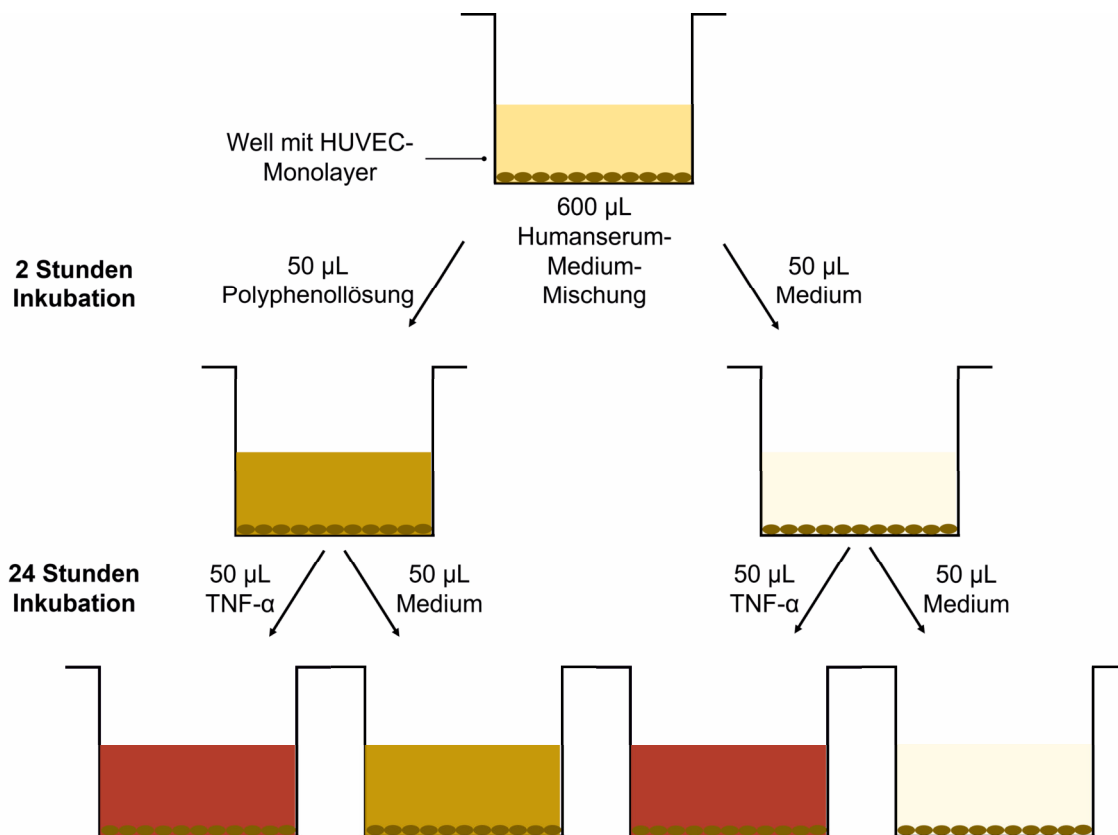 Well mit HUVEC-
Monolayer
600 µL
Humanserum-
Medium-
Mischung
2 Stunden
Inkubation
50 µL
Polyphenollösung
50 µL
Medium
24 Stunden
Inkubation
50 µL
TNF-α
50 µL
Medium
50 µL
TNF-α
50 µL
Medium